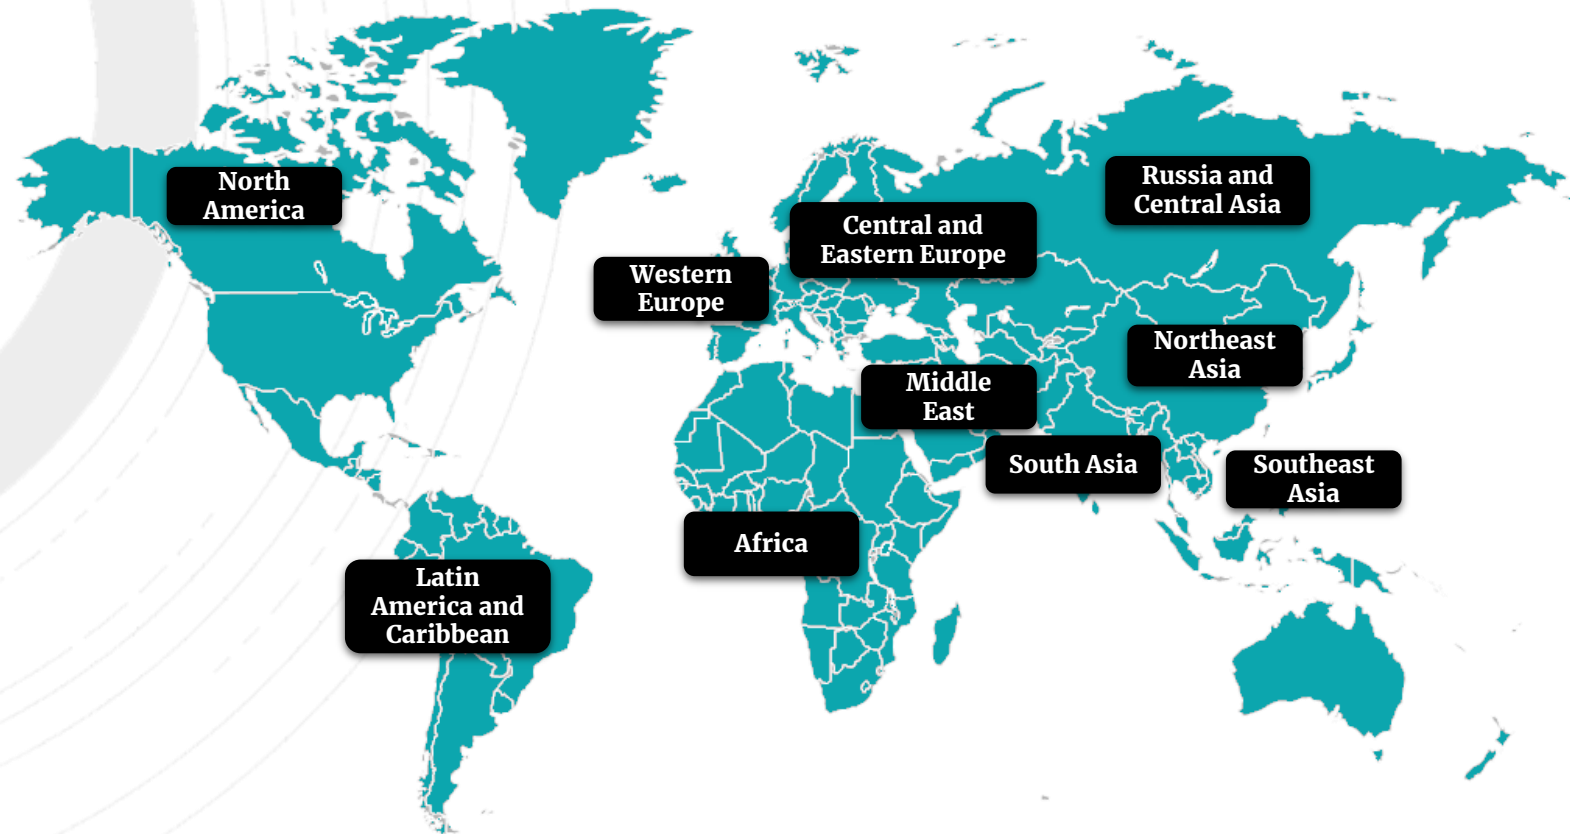 North
America
Russia and
Central Asia
Central and
Eastern Europe
Western
Europe
Northeast
Asia
Middle
East
South Asia
Southeast
Asia
Africa
Latin
America and
Caribbean